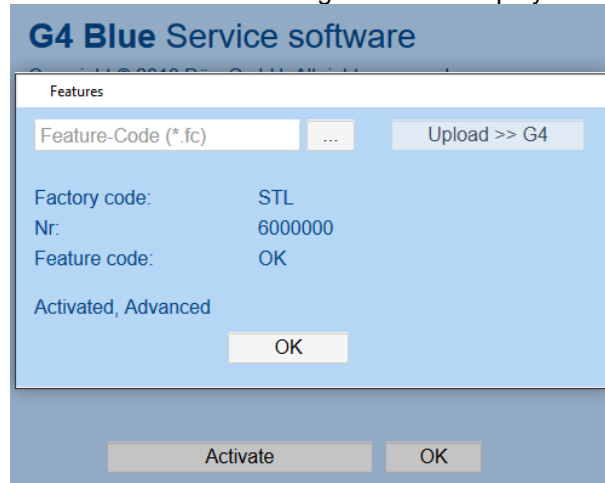 G4 Blue Service software
Features
Feature-Code (*.fc) ... Upload >> G4
Factory code: STL
Nr: 6000000
Feature code: OK
Activated, Advanced
OK
Activate OK